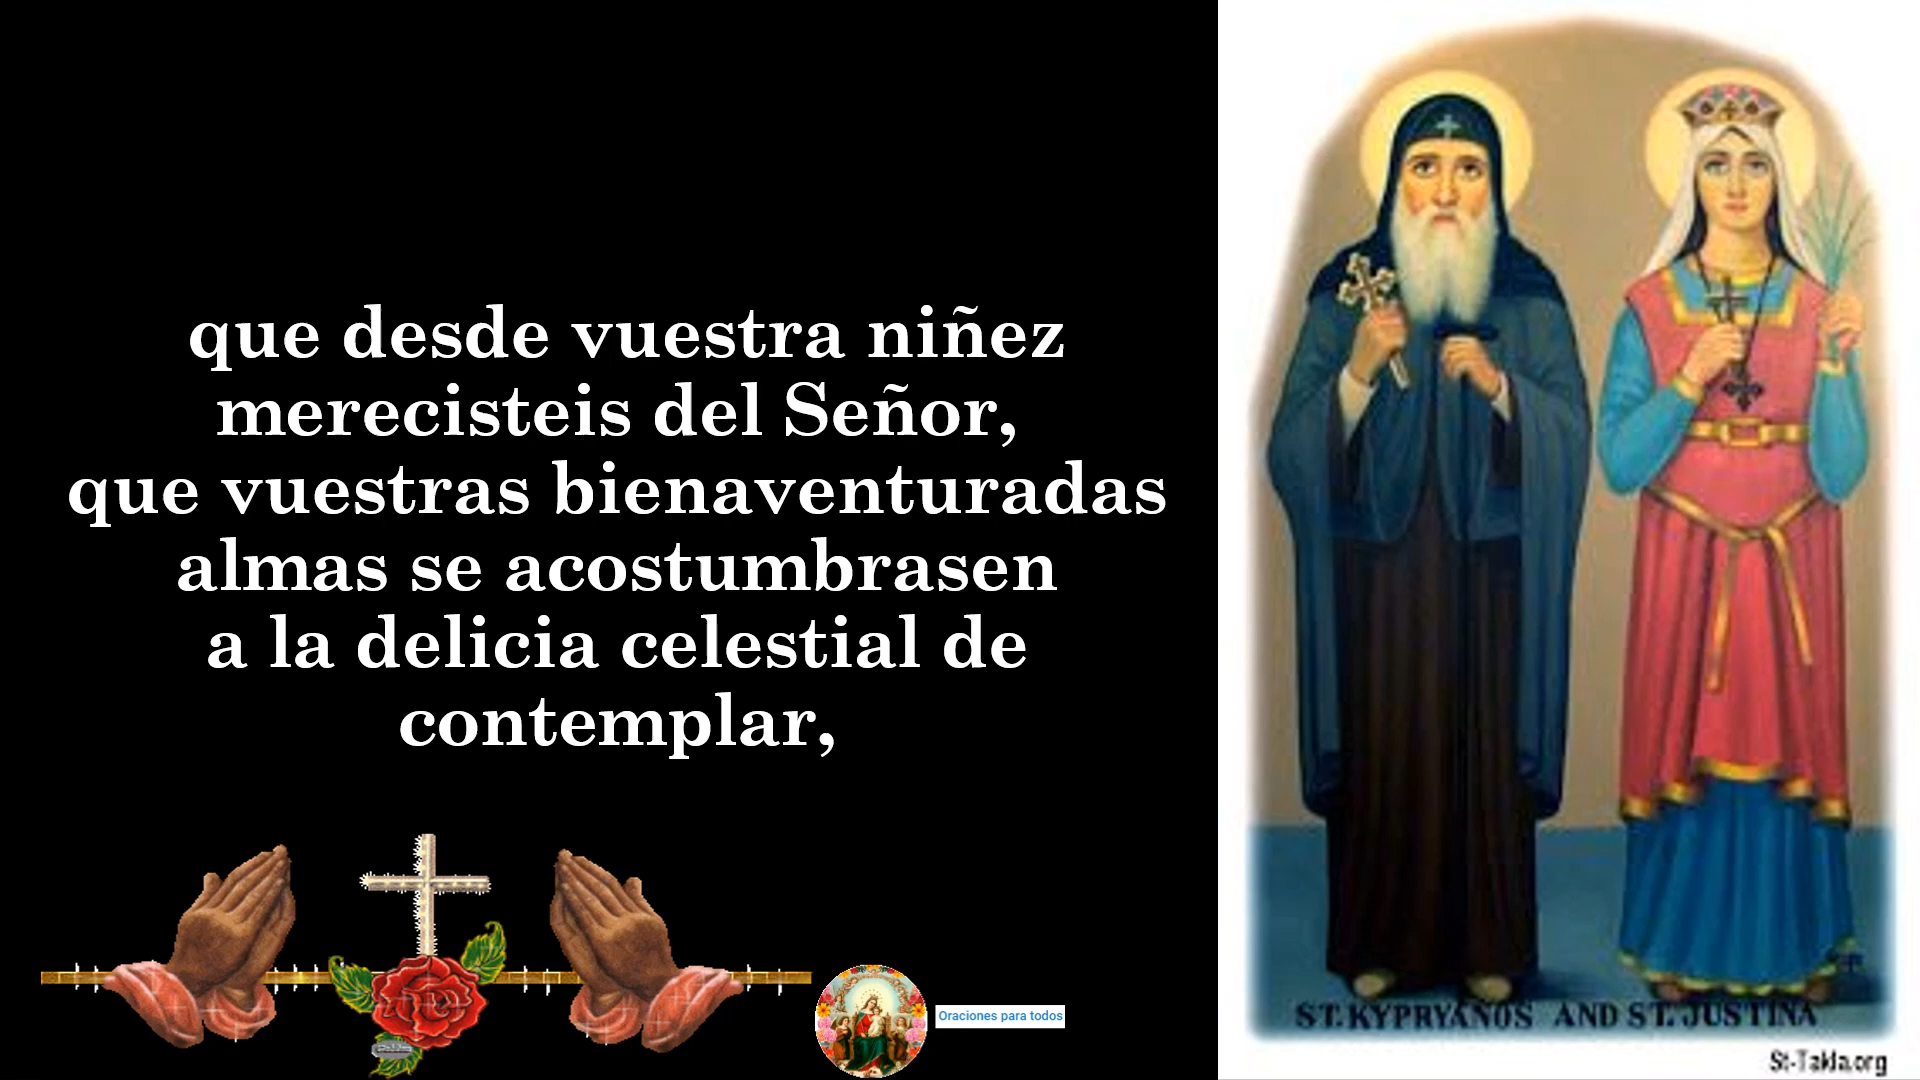 que desde vuestra niñez
merecisteis del Señor,
que vuestras bienaventuradas
almas se acostumbrasen
a la delicia celestial de
contemplar,
Oraciones para todos
ST. KYPRYANOS AND ST. JUSTINA
St-Takla.org